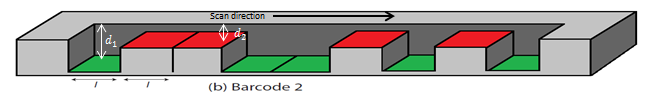 Scan direction
d₁ d₂
l l
(b) Barcode 2